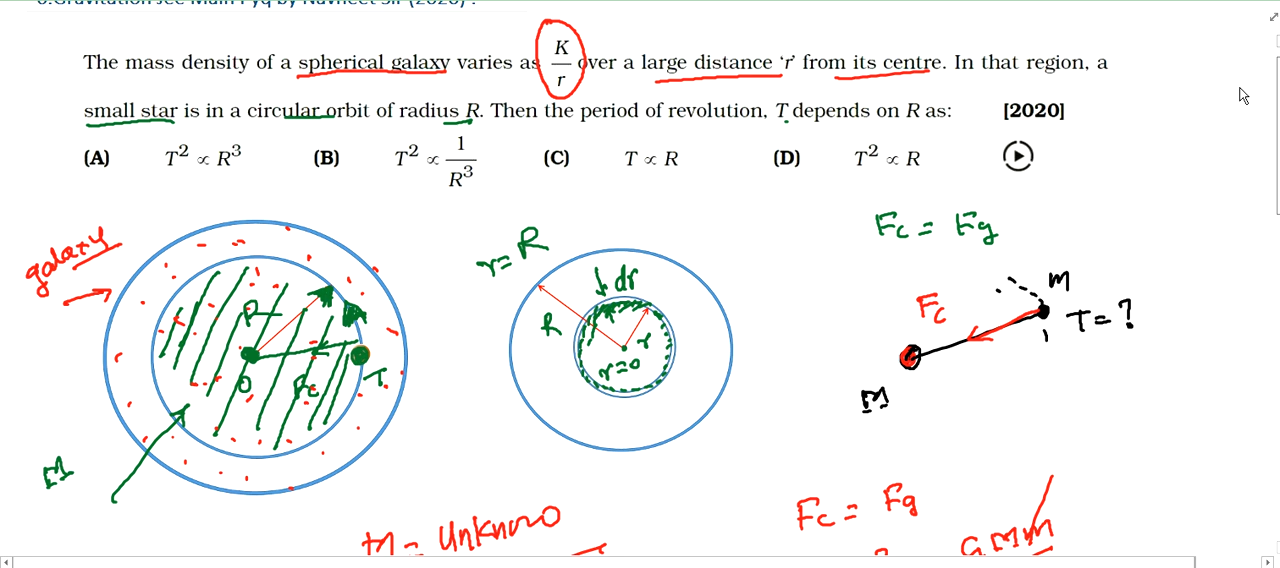 The mass density of a spherical galaxy varies as K/r over a large distance ‘r’ from its centre. In that region, a
small star is in a circular orbit of radius R. Then the period of revolution, T depends on R as: [2020]
(A) T² ∝ R³ (B) T² ∝ 1/R³ (C) T ∝ R (D) T² ∝ R
galaxy
R
O
Fc
T
M
r=R
dr
R
r
r=0
Fc = Fg
m
Fc
T=?
M
M = Unknown
Fc = Fg
GMm